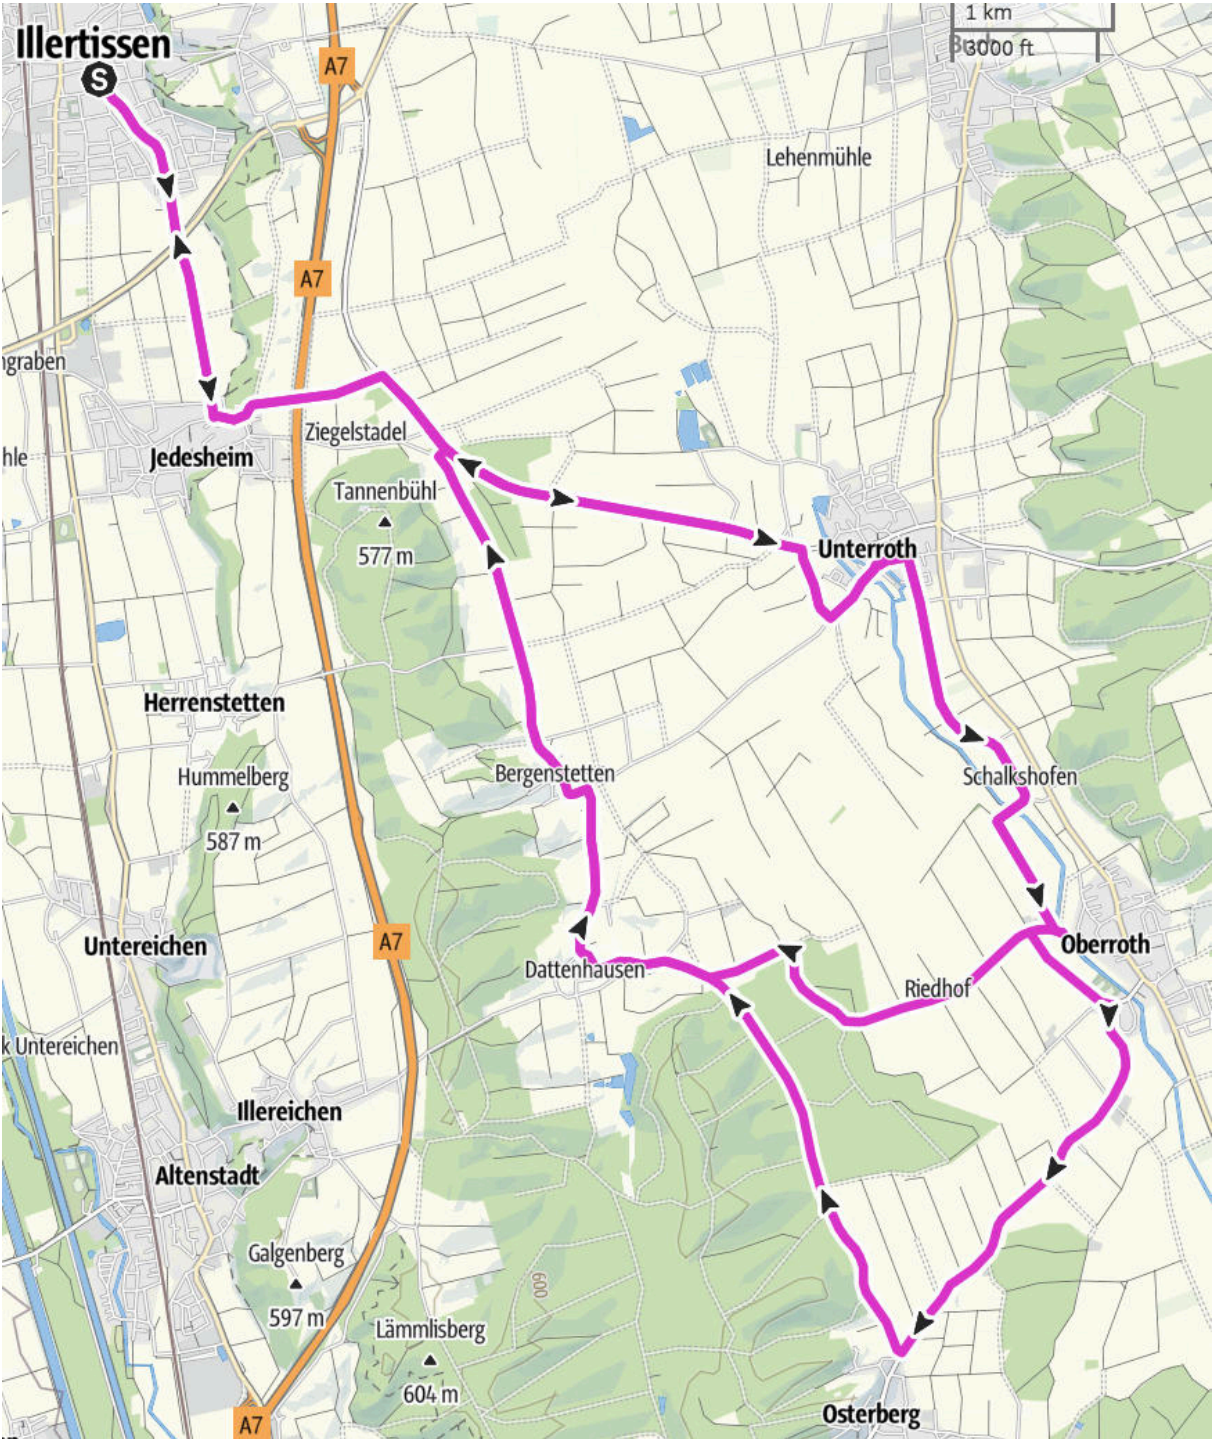 1 km
3000 ft
Illertissen
S
A7
Lehenmühle
A7
ngraben
Ziegelstadel
Jedesheim
hle
Tannenbühl
577 m
Unterroth
Herrenstetten
Hummelberg
587 m
Bergenstetten
Schalkshofen
Untereichen
A7
Oberroth
Dattenhausen
Riedhof
k Untereichen
Illereichen
Altenstadt
Galgenberg
597 m
600
Lämmlisberg
604 m
A7
Osterberg